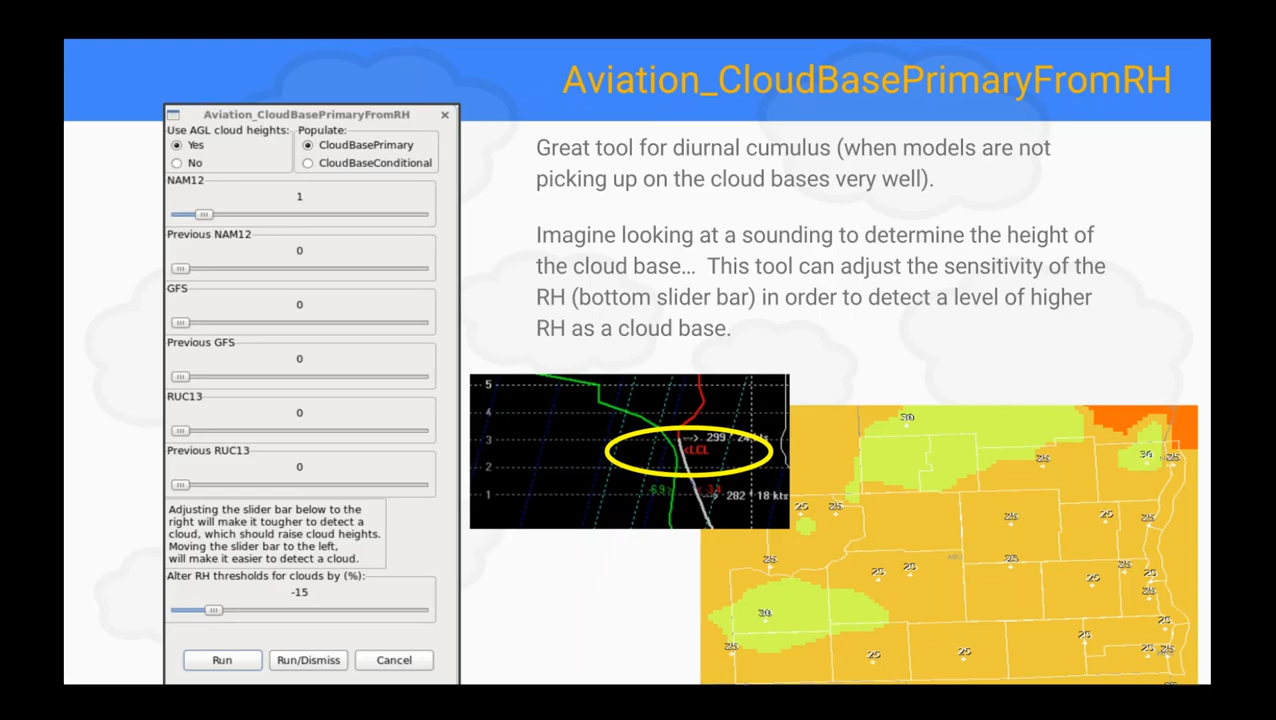 Aviation_CloudBasePrimaryFromRH
Aviation_CloudBasePrimaryFromRH
Use AGL cloud heights:
Yes
No
Populate:
CloudBasePrimary
CloudBaseConditional
NAM12
1
Previous NAM12
0
GFS
0
Previous GFS
0
RUC13
0
Previous RUC13
0
Adjusting the slider bar below to the
right will make it tougher to detect a
cloud, which should raise cloud heights.
Moving the slider bar to the left,
will make it easier to detect a cloud.
Alter RH thresholds for clouds by (%):
-15
Run
Run/Dismiss
Cancel
Great tool for diurnal cumulus (when models are not
picking up on the cloud bases very well).
Imagine looking at a sounding to determine the height of
the cloud base… This tool can adjust the sensitivity of the
RH (bottom slider bar) in order to detect a level of higher
RH as a cloud base.
5
4
3
299 ° 24 kts
<LCL
2
1
282 ° 18 kts
30
25
30
25
25
25
25
25
25
25
25
25
25
25
25
25
25
30
25
25
25
25
25
25
25